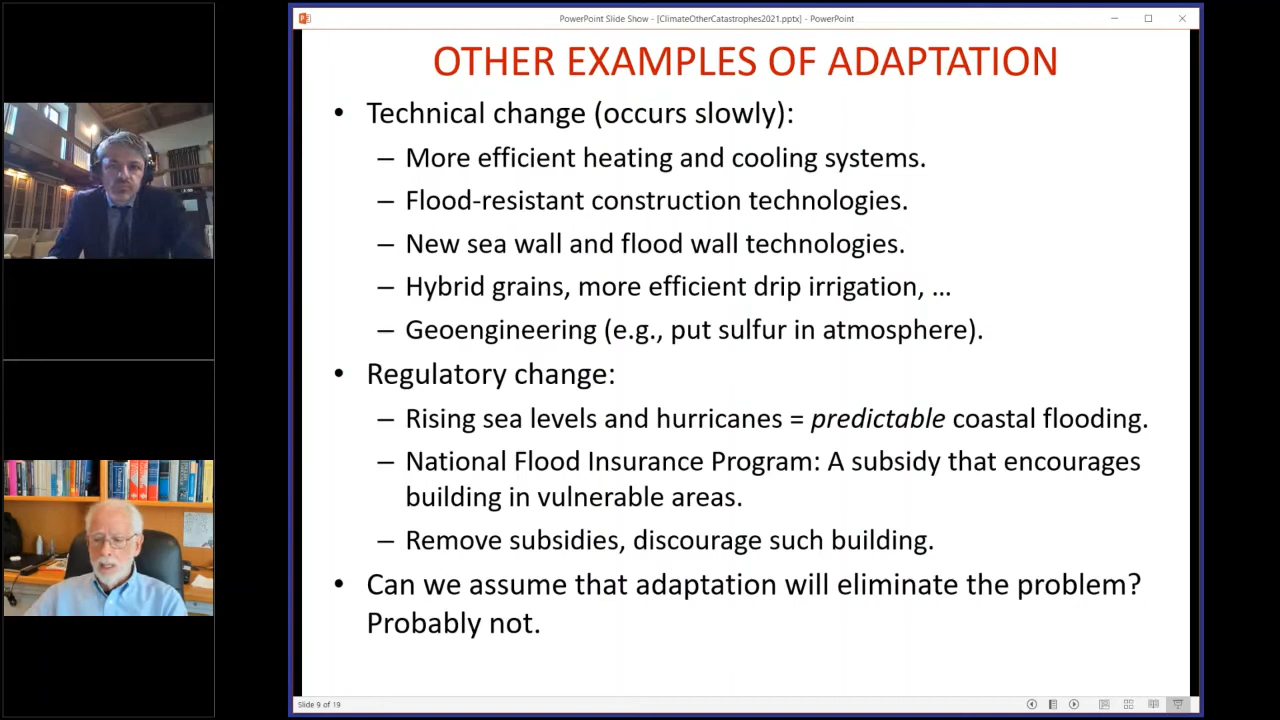 PowerPoint Slide Show - [ClimateOtherCatastrophes2021.pptx] - PowerPoint
OTHER EXAMPLES OF ADAPTATION
• Technical change (occurs slowly):
– More efficient heating and cooling systems.
– Flood-resistant construction technologies.
– New sea wall and flood wall technologies.
– Hybrid grains, more efficient drip irrigation, …
– Geoengineering (e.g., put sulfur in atmosphere).
• Regulatory change:
– Rising sea levels and hurricanes = predictable coastal flooding.
– National Flood Insurance Program: A subsidy that encourages
building in vulnerable areas.
– Remove subsidies, discourage such building.
• Can we assume that adaptation will eliminate the problem?
Probably not.
Slide 9 of 19